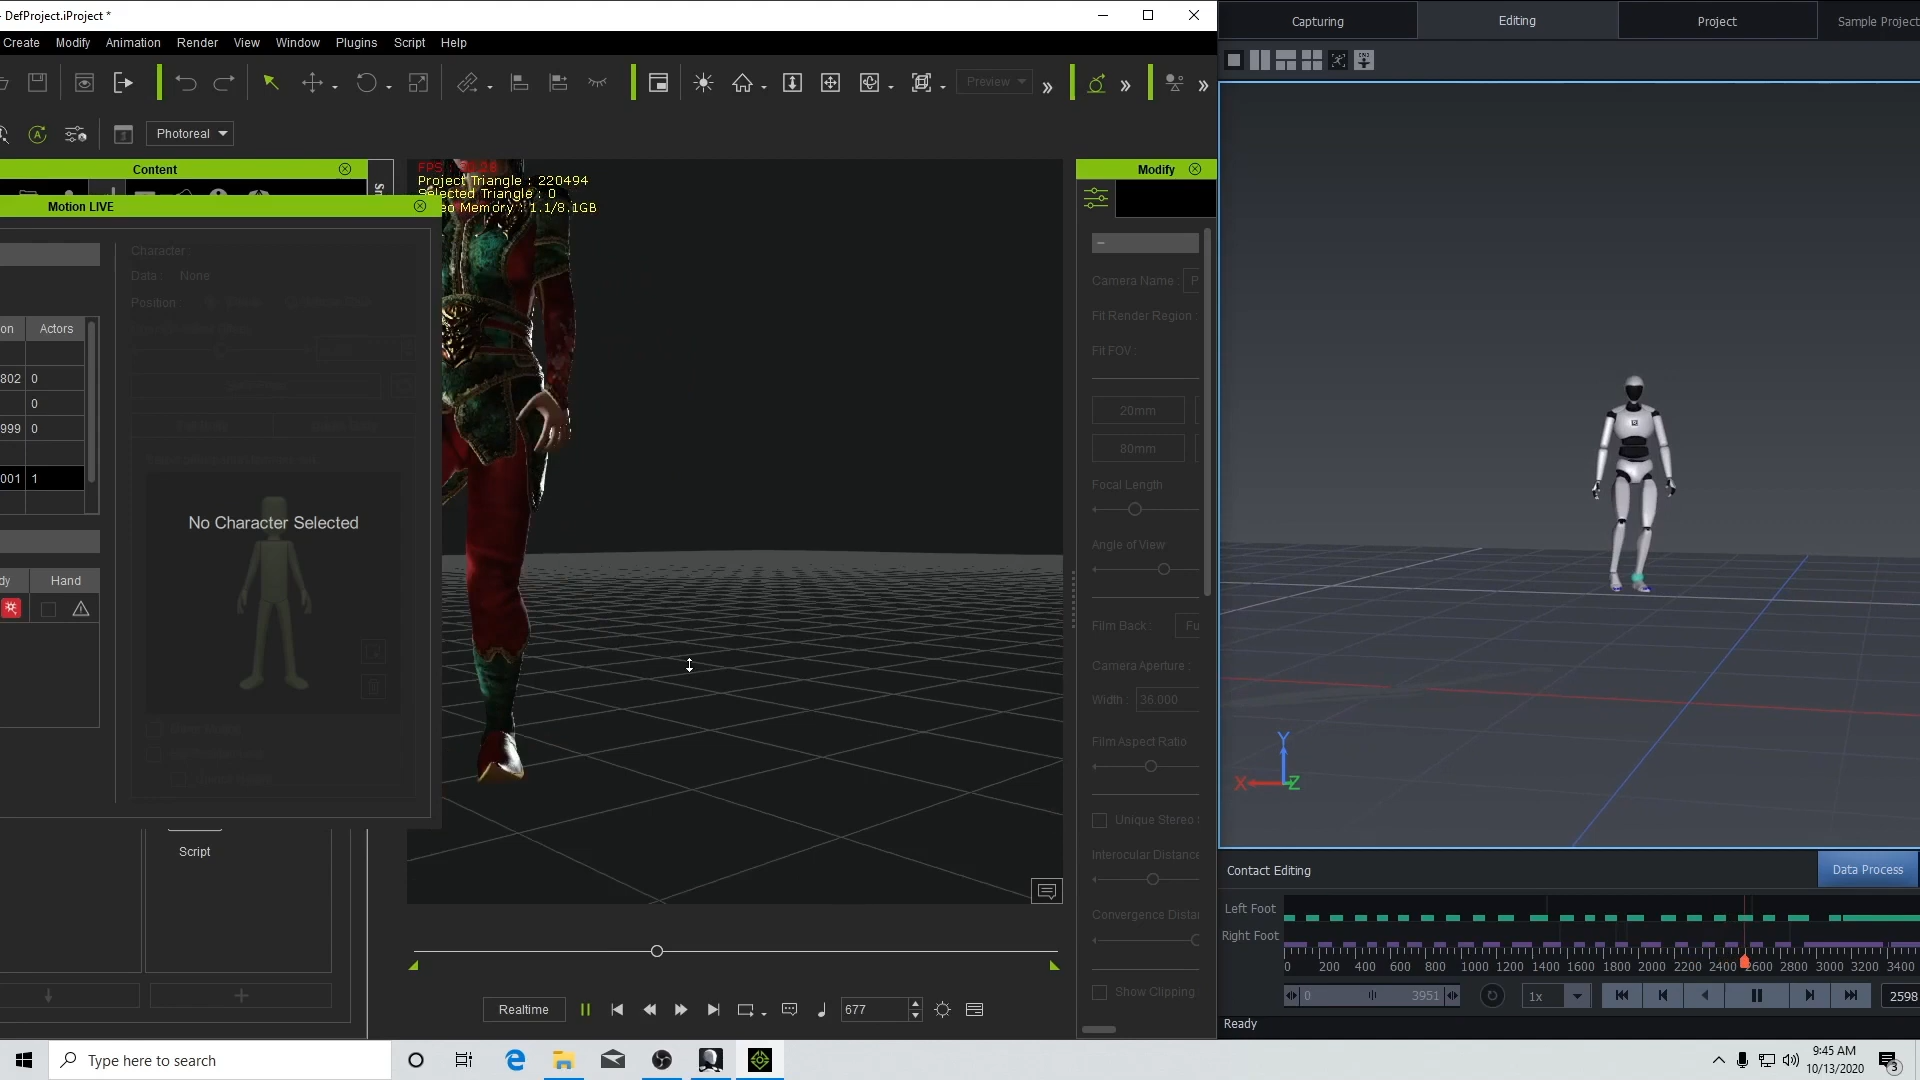 - DefProject.iProject *
Create Modify Animation Render View Window Plugins Script Help
Preview
Photoreal
Content
Motion LIVE
Character :
Data : None
Position
on Actors
802 0
0
999 0
001 1
No Character Selected
dy Hand
Script
FPS
Project Triangle : 220494
Selected Triangle : 0
eo Memory : 1.1/8.1GB
Realtime
677
Modify
Camera Name : P
Fit Render Region :
Fit FOV :
20mm
80mm
Focal Length
Angle of View
Film Back : Fu
Camera Aperture :
Width : 36.000
Film Aspect Ratio
Unique Stereo
Interocular Distance
Convergence Distan
Show Clipping
Capturing Editing Project Sample Project
Y
X Z
Contact Editing Data Process
Left Foot
Right Foot
0 200 400 600 800 1000 1200 1400 1600 1800 2000 2200 2400 2600 2800 3000 3200 3400
0 3951 1x 2598
Ready
Type here to search
9:45 AM
10/13/2020
3